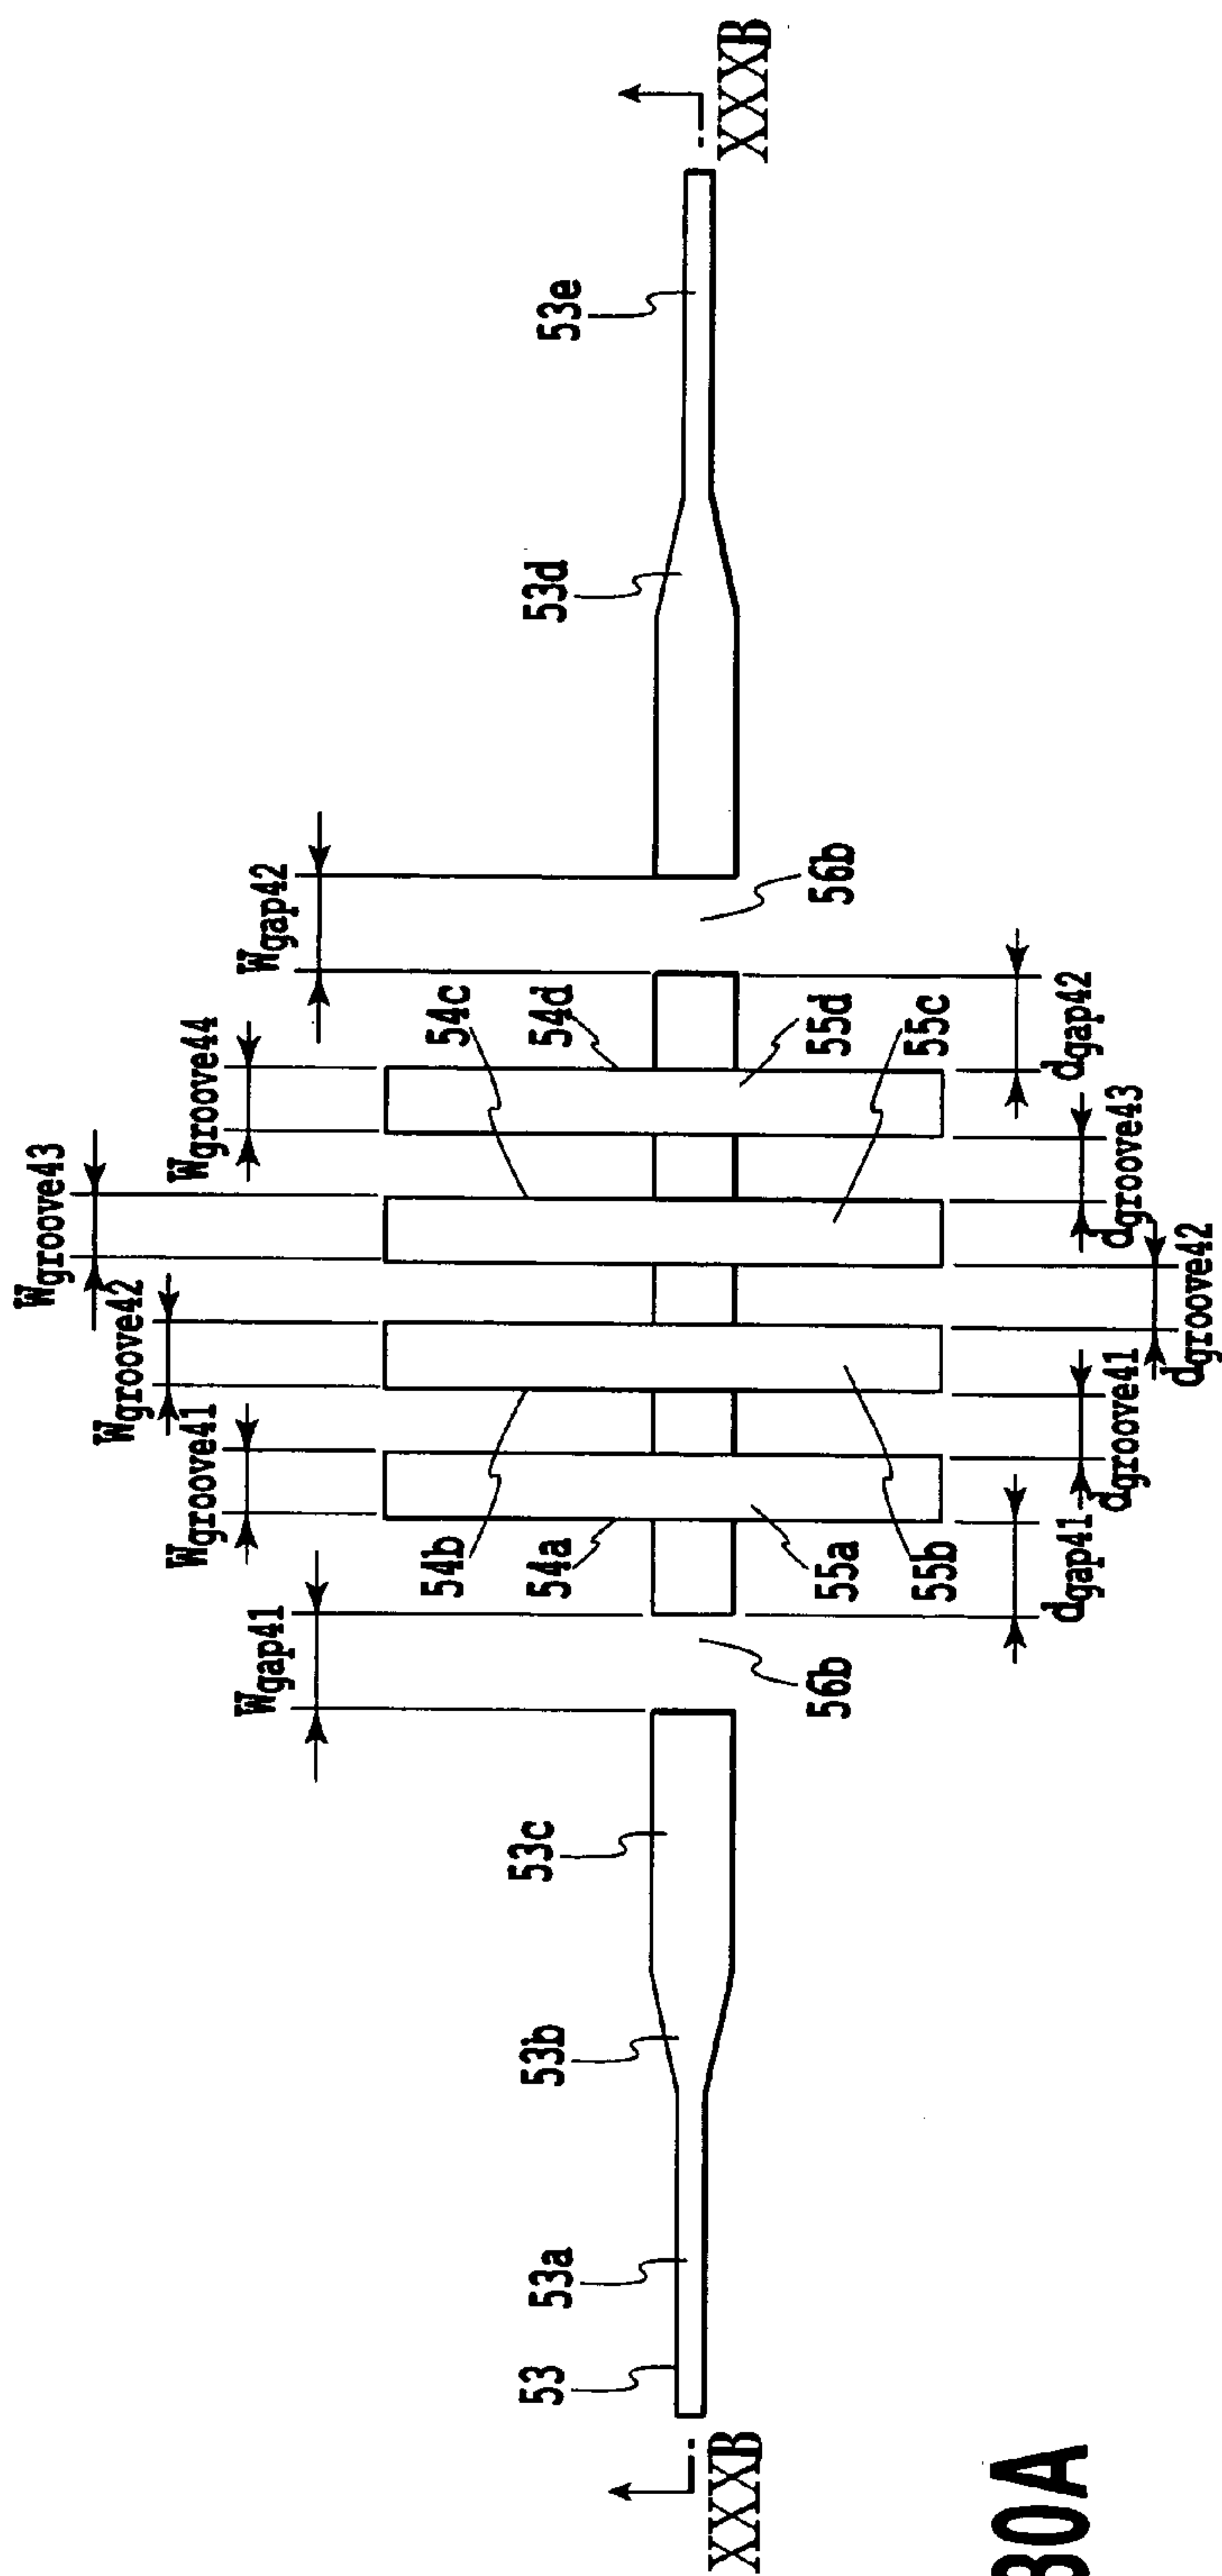 Wgroove43
Wgroove42
Wgroove41
Wgroove44
Wgap41
Wgap42
53
53a
53b
53c
54b
54a
54c
54d
53d
53e
XXXB
XXXB
56b
55a
55b
55d
55c
56b
dgap41
dgroove41
dgroove42
dgroove43
dgap42
30A